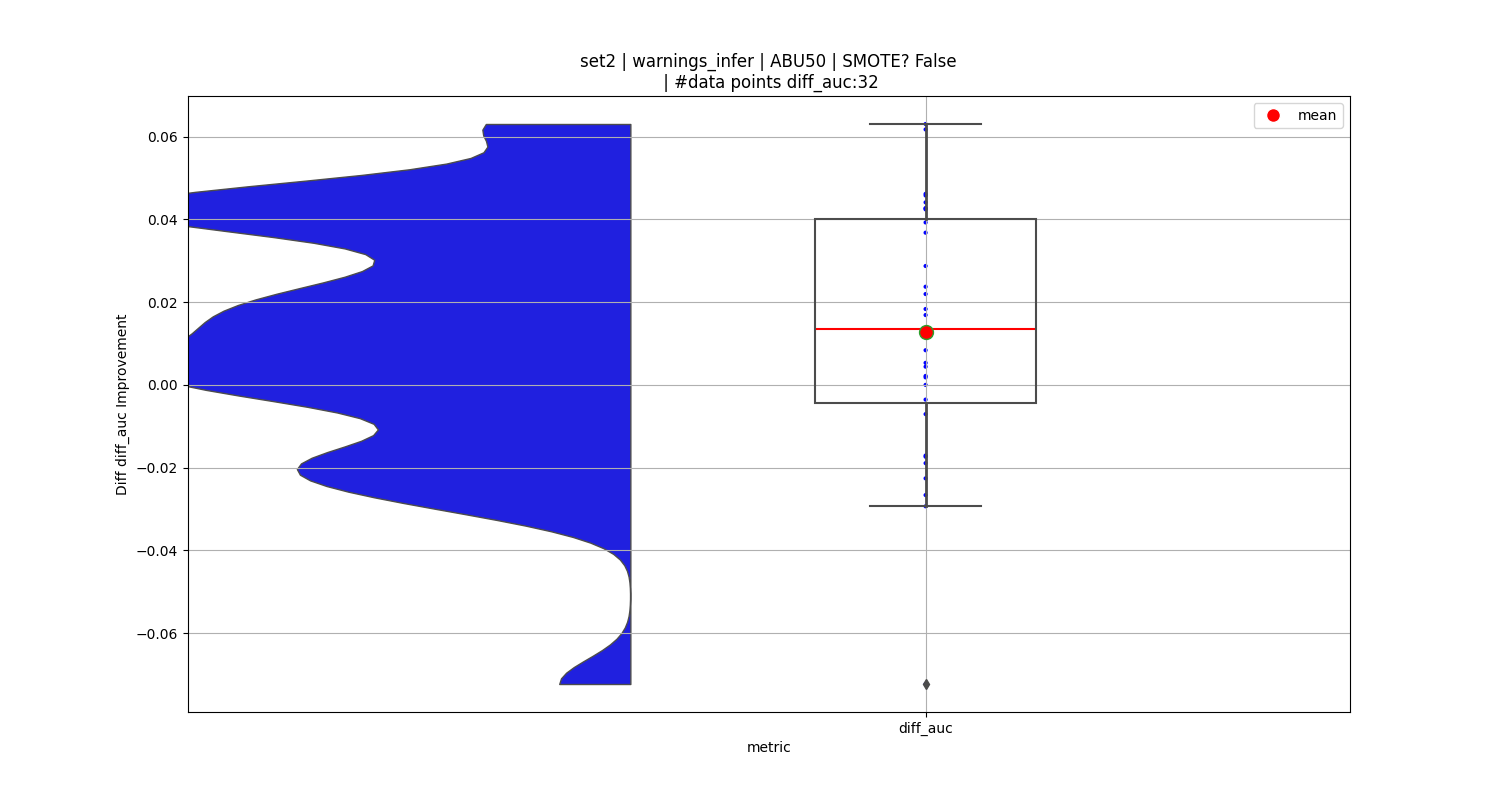 set2 | warnings_infer | ABU50 | SMOTE? False
| #data points diff_auc:32
mean
0.06
0.04
0.02
0.00
−0.02
−0.04
−0.06
Diff diff_auc Improvement
diff_auc
metric